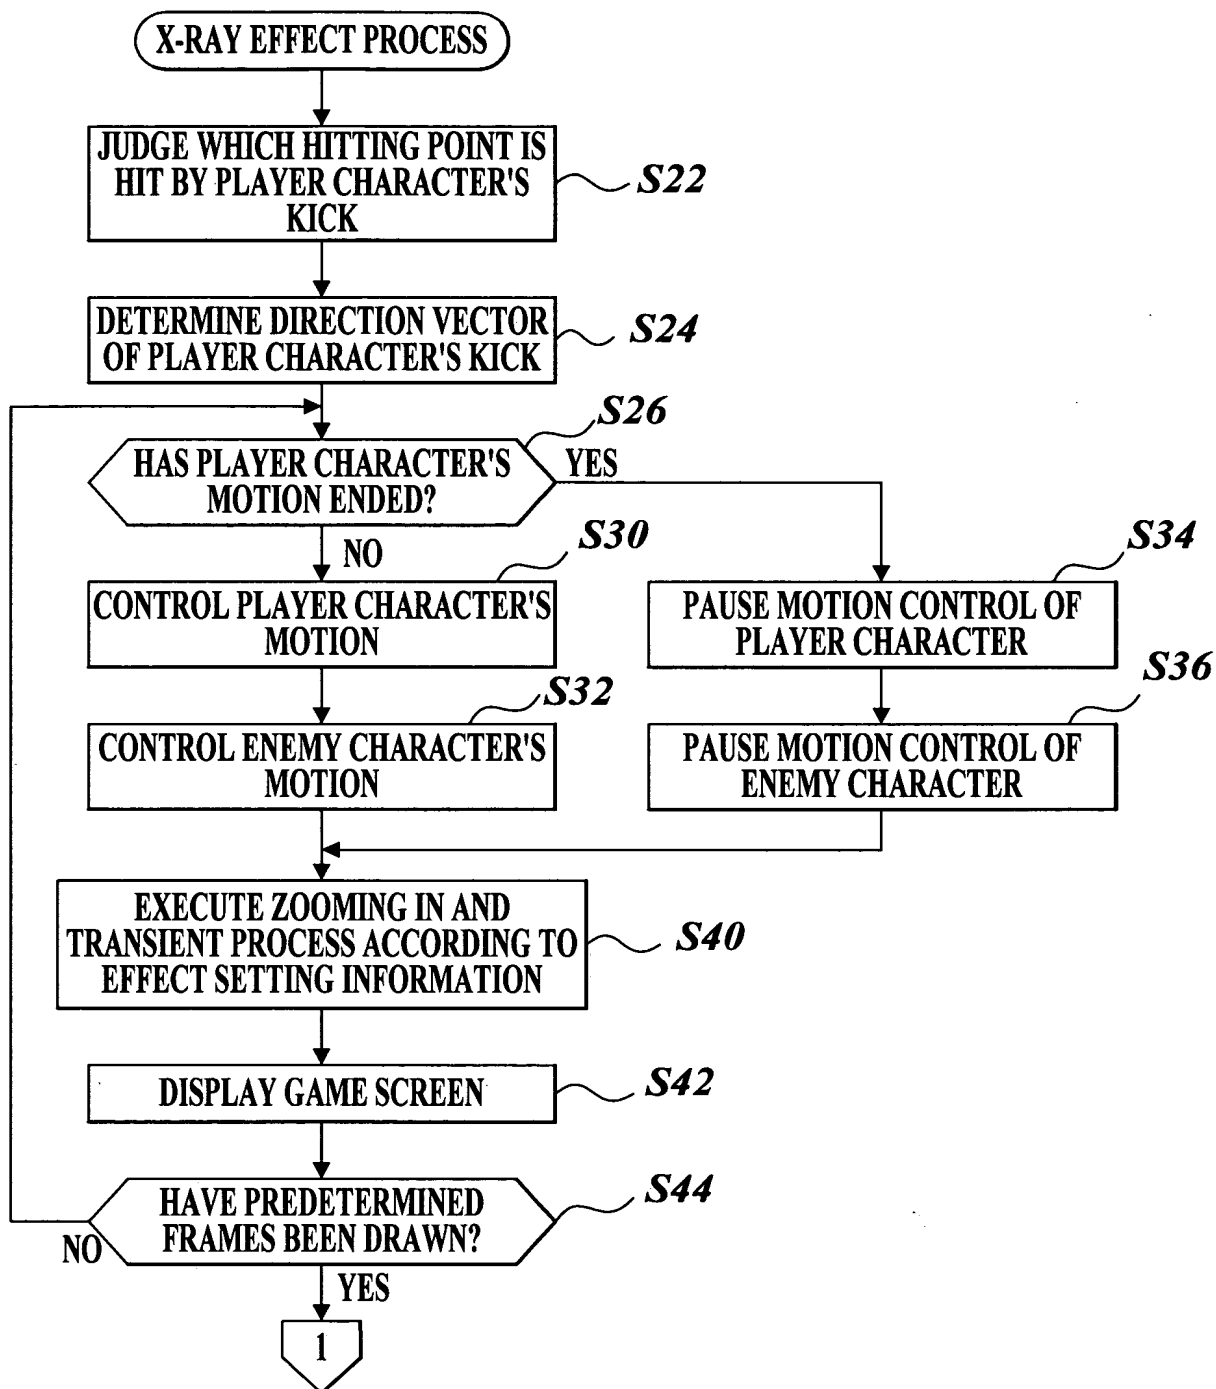 X-RAY EFFECT PROCESS
JUDGE WHICH HITTING POINT IS
HIT BY PLAYER CHARACTER'S
KICK
S22
DETERMINE DIRECTION VECTOR
OF PLAYER CHARACTER'S KICK
S24
S26
HAS PLAYER CHARACTER'S
MOTION ENDED?
YES
NO
S30
CONTROL PLAYER CHARACTER'S
MOTION
S34
PAUSE MOTION CONTROL OF
PLAYER CHARACTER
S32
CONTROL ENEMY CHARACTER'S
MOTION
S36
PAUSE MOTION CONTROL OF
ENEMY CHARACTER
EXECUTE ZOOMING IN AND
TRANSIENT PROCESS ACCORDING TO
EFFECT SETTING INFORMATION
S40
DISPLAY GAME SCREEN
S42
HAVE PREDETERMINED
FRAMES BEEN DRAWN?
S44
NO
YES
1